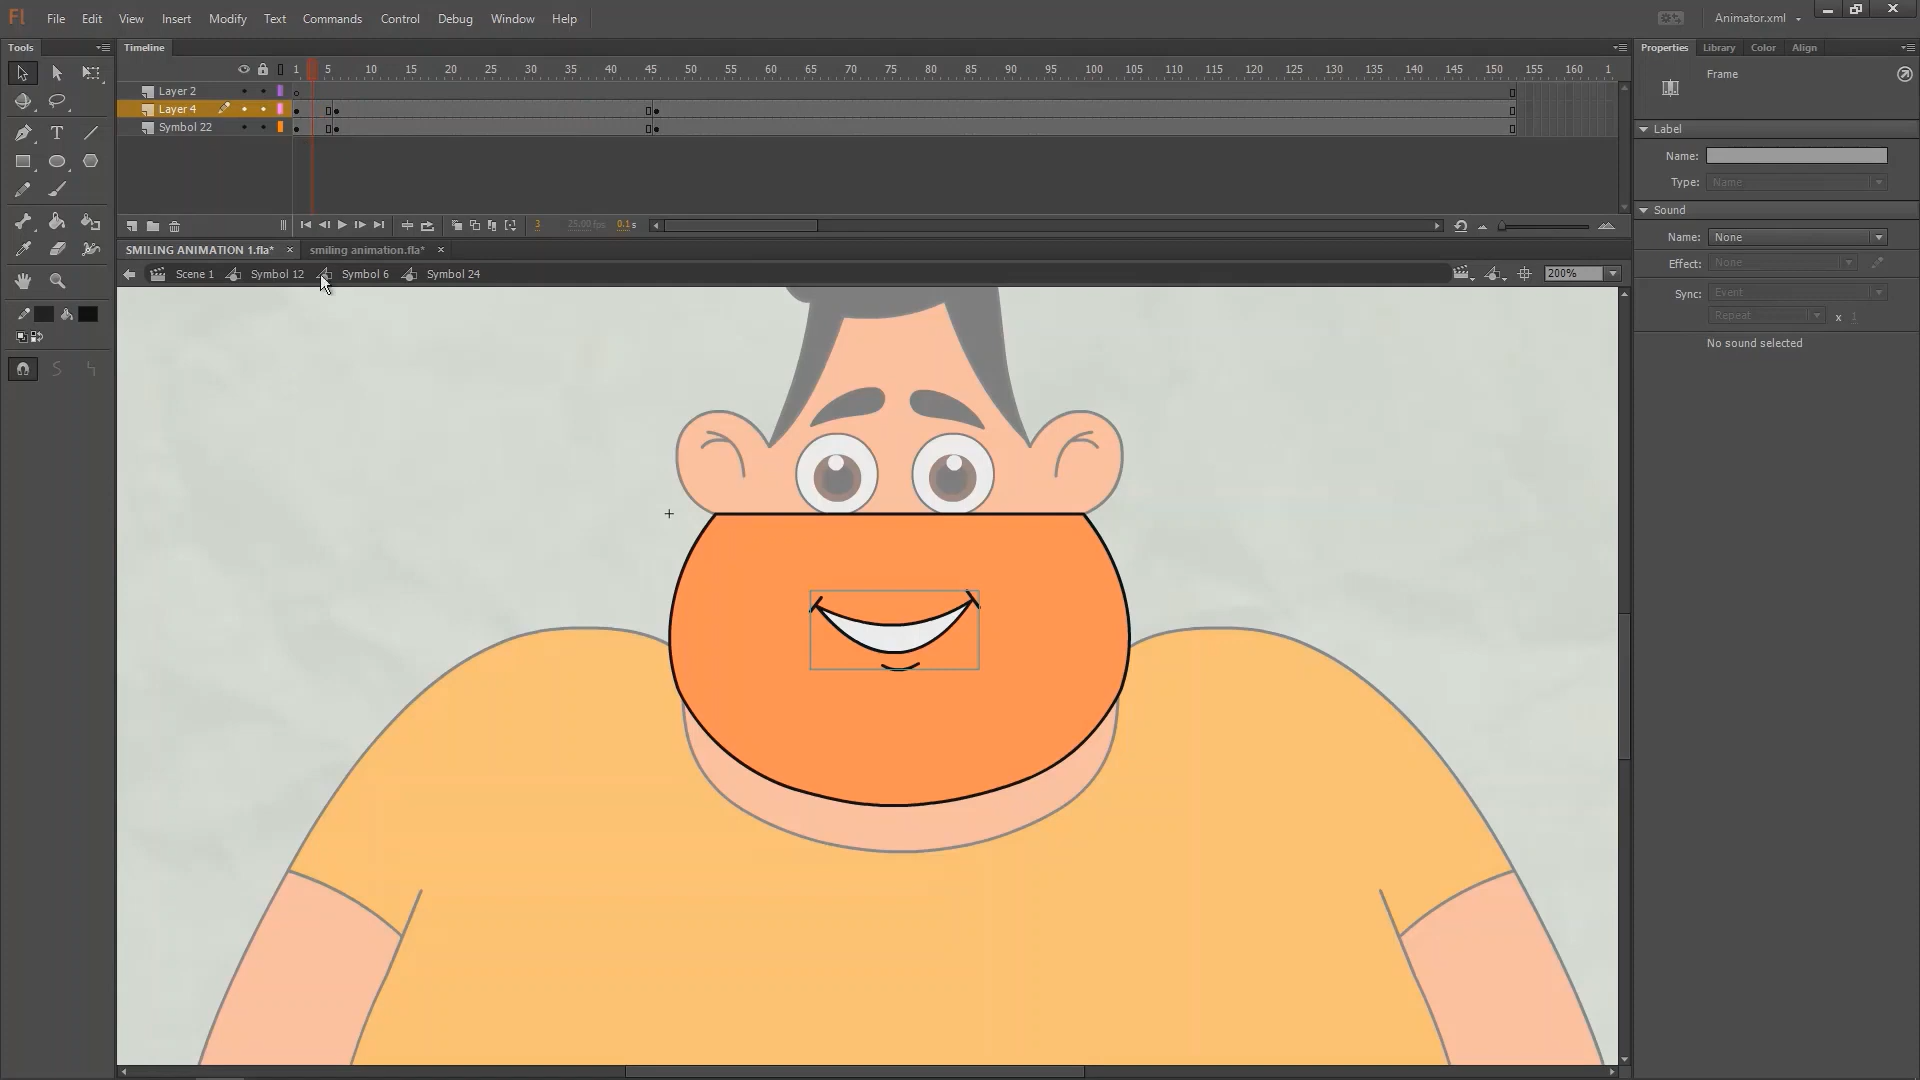 Fl File Edit View Insert Modify Text Commands Control Debug Window Help Animator.xml
Tools Timeline Properties Library Color Align
1 5 10 15 20 25 30 35 40 45 50 55 60 65 70 75 80 85 90 95 100 105 110 115 120 125 130 135 140 145 150 155 160 1
Frame
Layer 2
Layer 4
Symbol 22
Label
Name:
Type: Name
Sound
Name: None
Effect: None
Sync: Event
Repeat x 1
No sound selected
3 25.00 fps 0.1 s
SMILING ANIMATION 1.fla* smiling animation.fla*
Scene 1 Symbol 12 Symbol 6 Symbol 24 200%